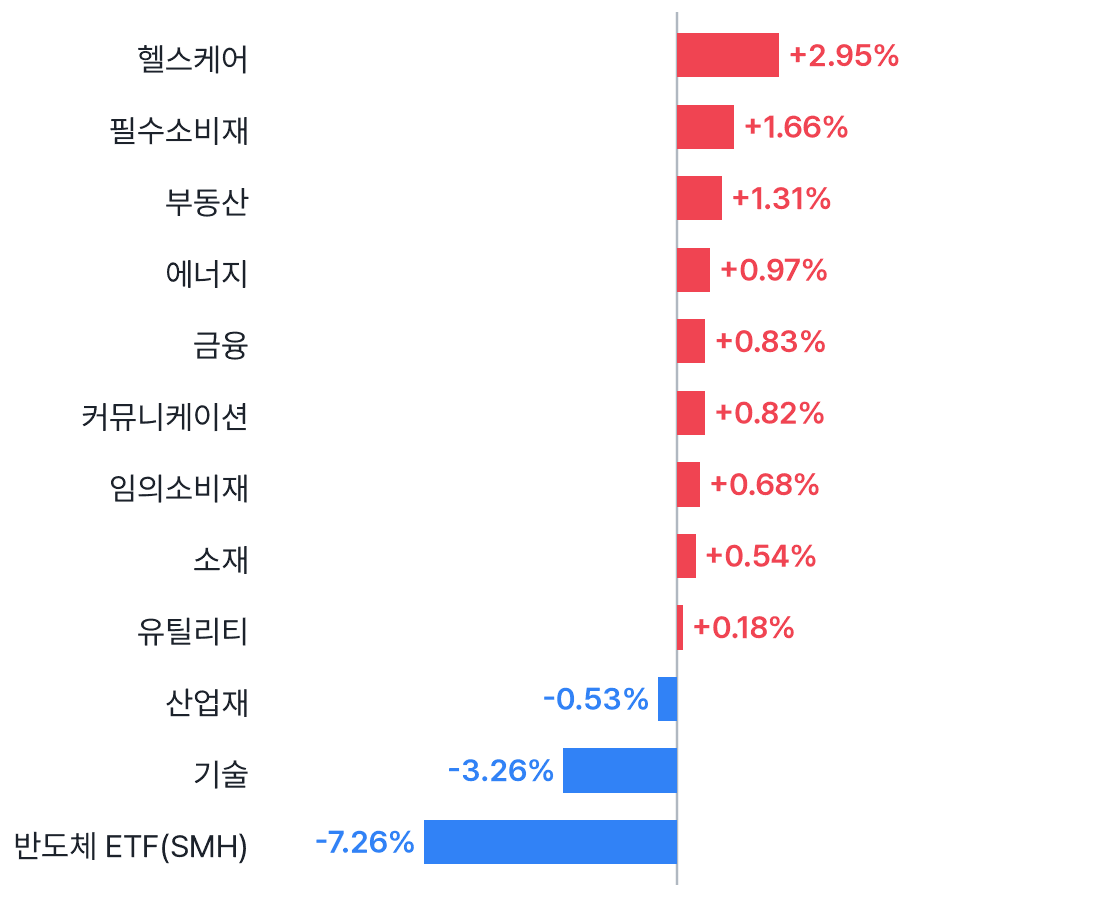 헬스케어 +2.95%
필수소비재 +1.66%
부동산 +1.31%
에너지 +0.97%
금융 +0.83%
커뮤니케이션 +0.82%
임의소비재 +0.68%
소재 +0.54%
유틸리티 +0.18%
산업재 -0.53%
기술 -3.26%
반도체 ETF(SMH) -7.26%